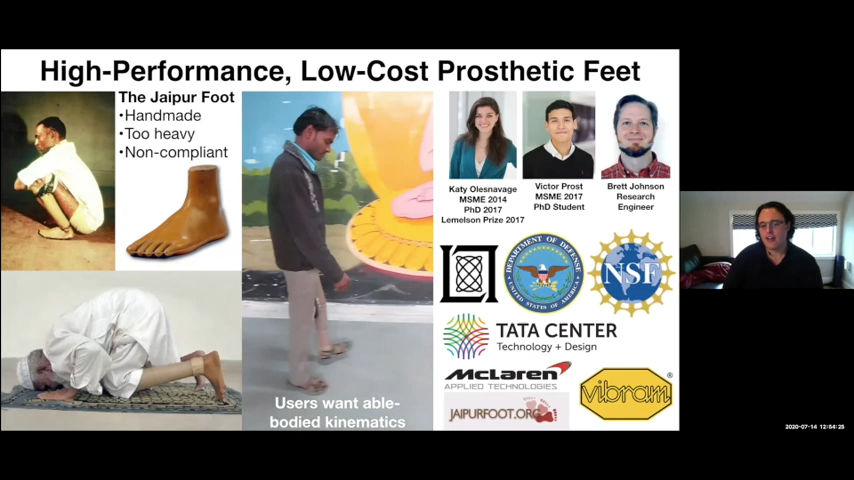 High-Performance, Low-Cost Prosthetic Feet
The Jaipur Foot
•Handmade
•Too heavy
•Non-compliant
Users want able-
bodied kinematics
Katy Olesnavage
MSME 2014
PhD 2017
Lemelson Prize 2017
Victor Prost
MSME 2017
PhD Student
Brett Johnson
Research
Engineer
DEPARTMENT OF DEFENSE
UNITED STATES OF AMERICA
NSF
TATA CENTER
Technology + Design
McLaren
APPLIED TECHNOLOGIES
vibram
®
JAIPURFOOT.ORG
2020-07-14 12:54:25